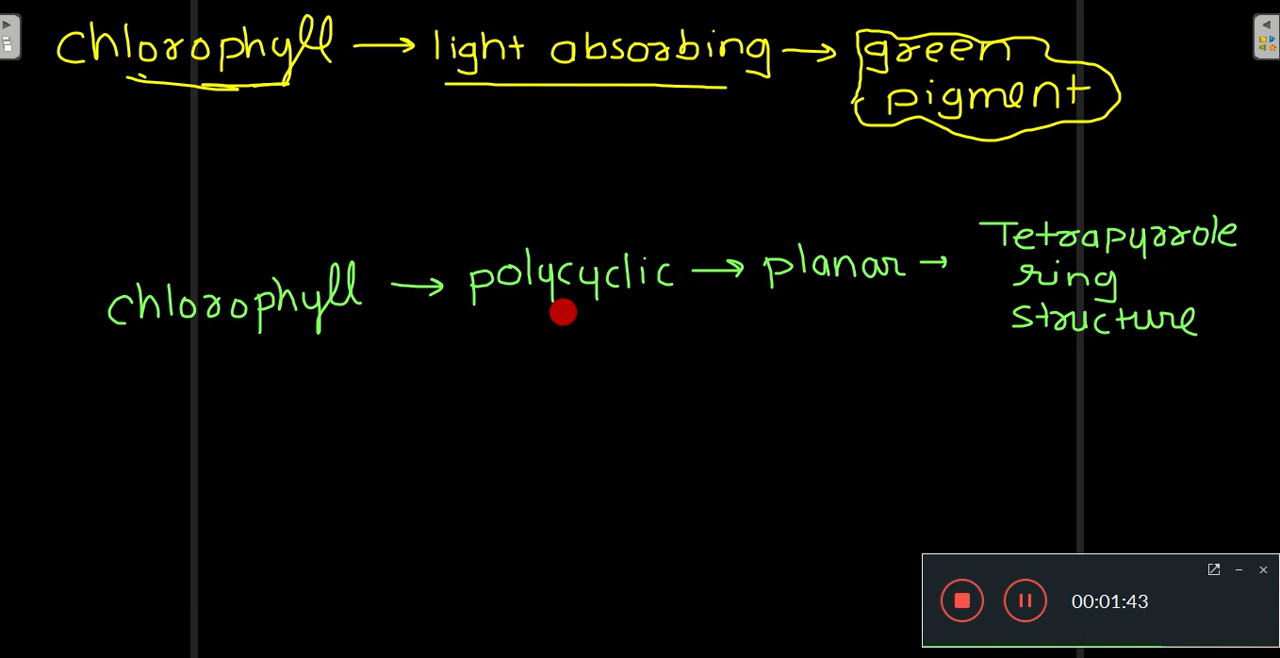 chlorophyll → light absorbing → green
pigment
chlorophyll → polycyclic → planar → Tetrapyrrole
ring
structure
00:01:43